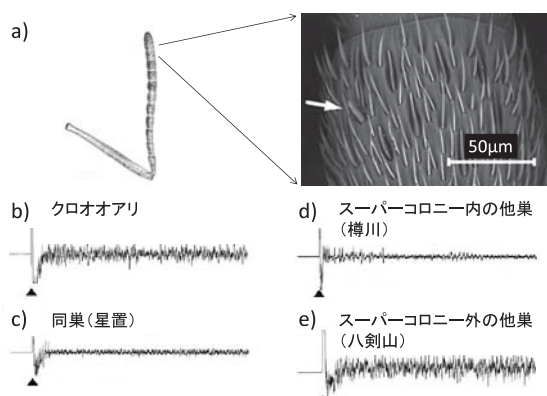 a)
50μm
b) クロオオアリ
d) スーパーコロニー内の他巣
(樽川)
c) 同巣(星置)
e) スーパーコロニー外の他巣
(八剣山)